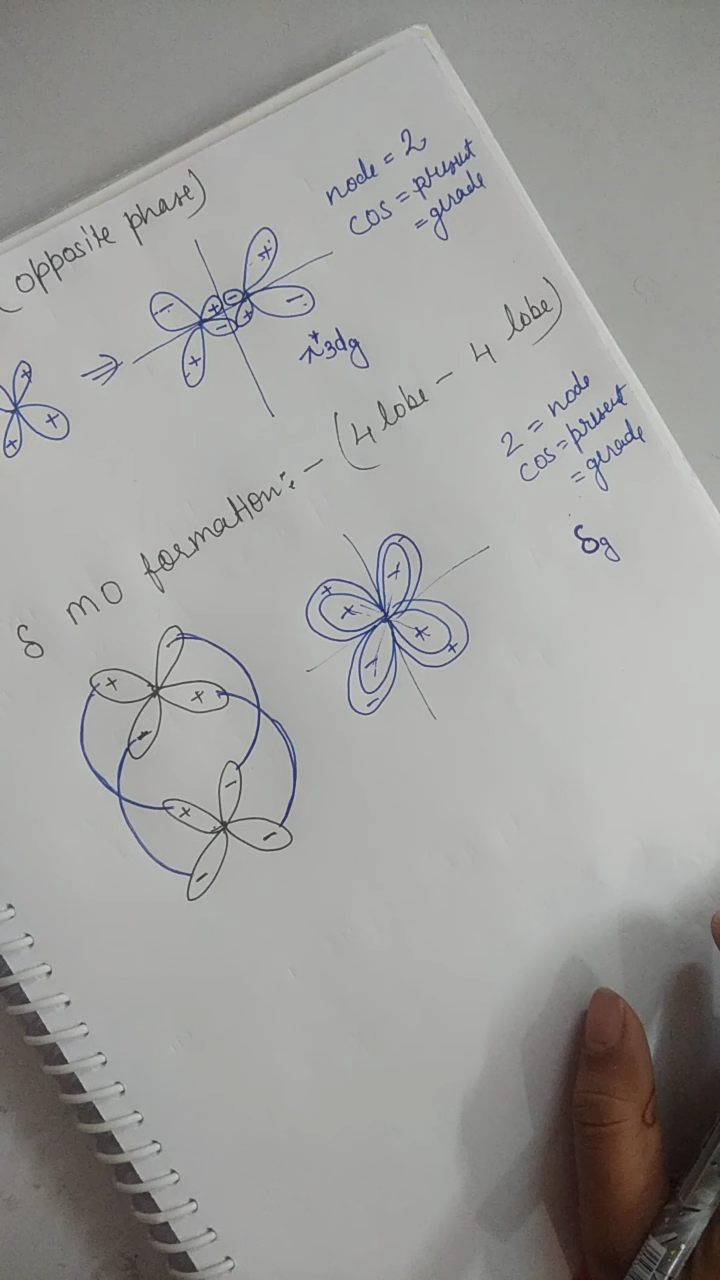 (opposite phase)
node = 2
cos = present
= gerade
+
+
+
⇒
-
+
-
+
-
+
+
-
π*3dg
δ MO formation:- (4 lobe - 4 lobe)
2 = node
cos = present
= gerade
δg
+
+
-
-
+
+
-
-
+
-
+
-
+
-
-
-